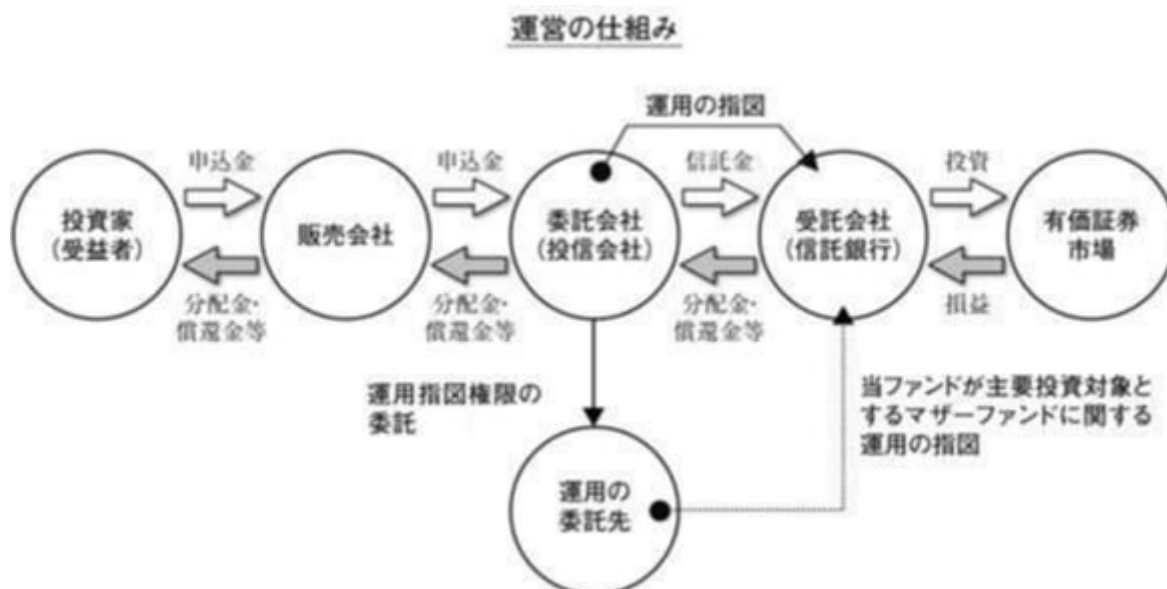 運営の仕組み
運用の指図
申込金
申込金
信託金
投資
投資家
(受益者)
販売会社
委託会社
(投信会社)
受託会社
(信託銀行)
有価証券
市場
分配金・
償還金等
分配金・
償還金等
分配金・
償還金等
損益
運用指図権限の
委託
当ファンドが主要投資対象と
するマザーファンドに関する
運用の指図
運用の
委託先